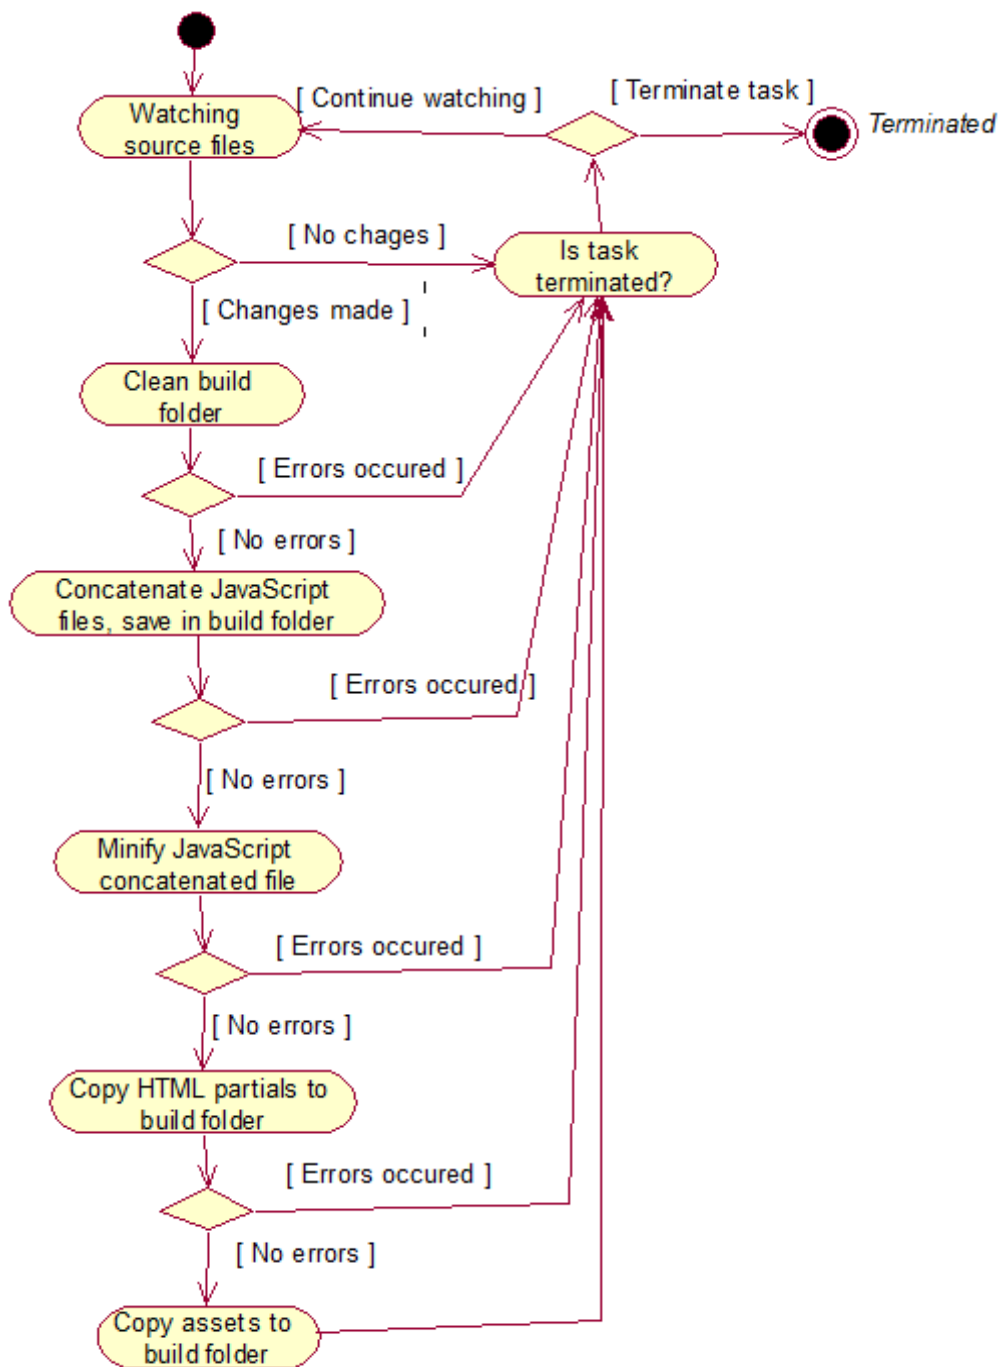 [ Terminate task ]
[ Continue watching ]
Watching
source files
Terminated
[ No chages ]
Is task
terminated?
[ Changes made ]
Clean build
folder
[ Errors occured ]
[ No errors ]
Concatenate JavaScript
files, save in build folder
[ Errors occured ]
[ No errors ]
Minify JavaScript
concatenated file
[ Errors occured ]
[ No errors ]
Copy HTML partials to
build folder
[ Errors occured ]
[ No errors ]
Copy assets to
build folder